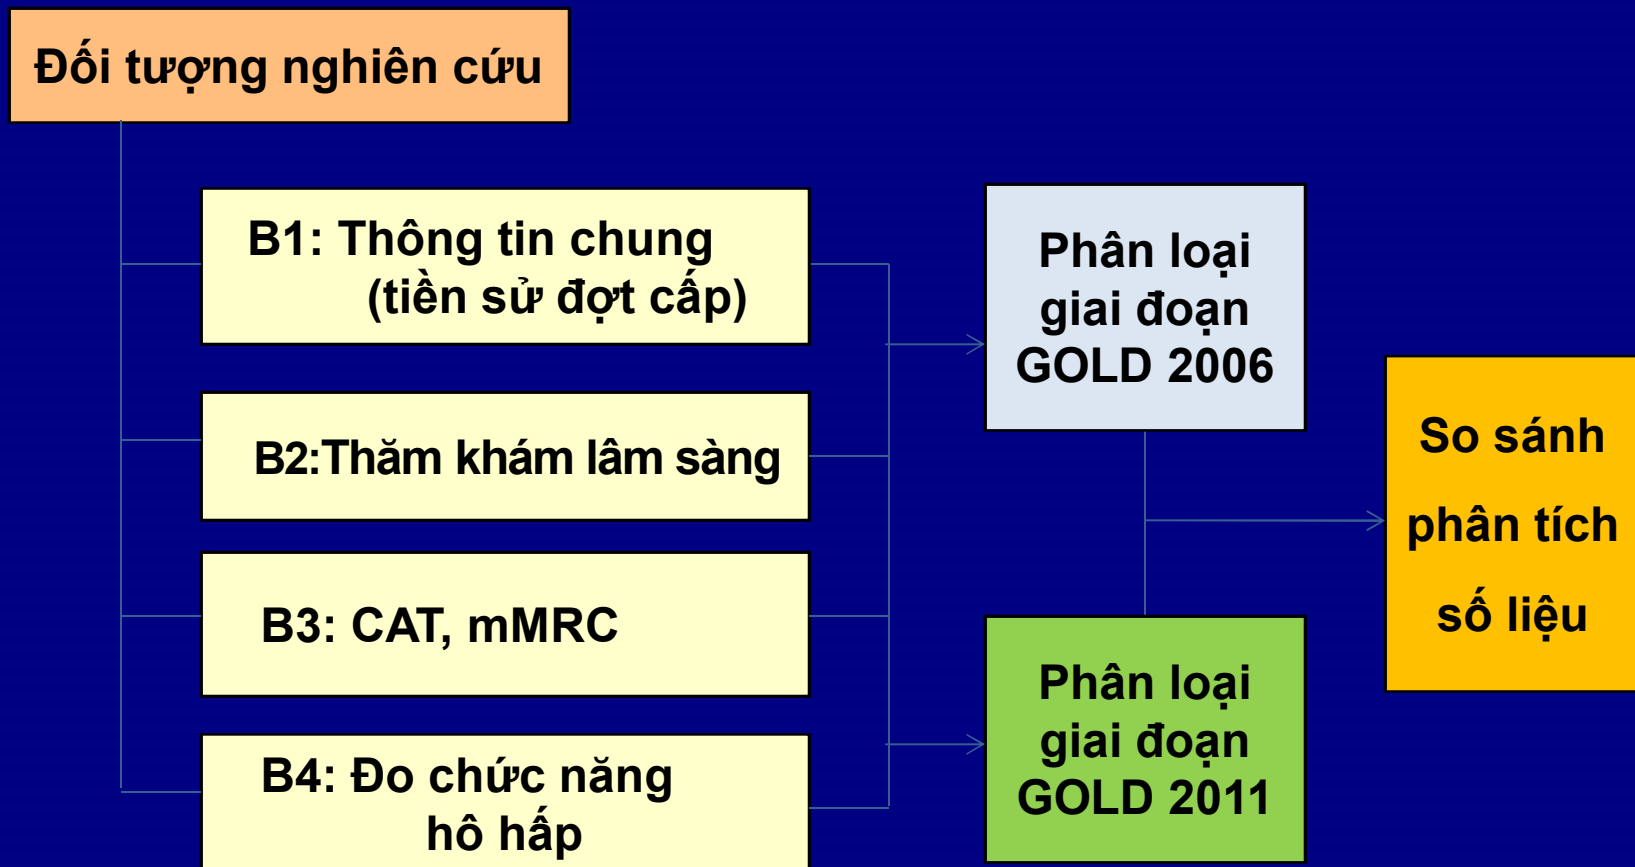 Đối tượng nghiên cứu
B1: Thông tin chung
(tiền sử đợt cấp)
B2:Thăm khám lâm sàng
B3: CAT, mMRC
B4: Đo chức năng
hô hấp
Phân loại
giai đoạn
GOLD 2006
Phân loại
giai đoạn
GOLD 2011
So sánh
phân tích
số liệu